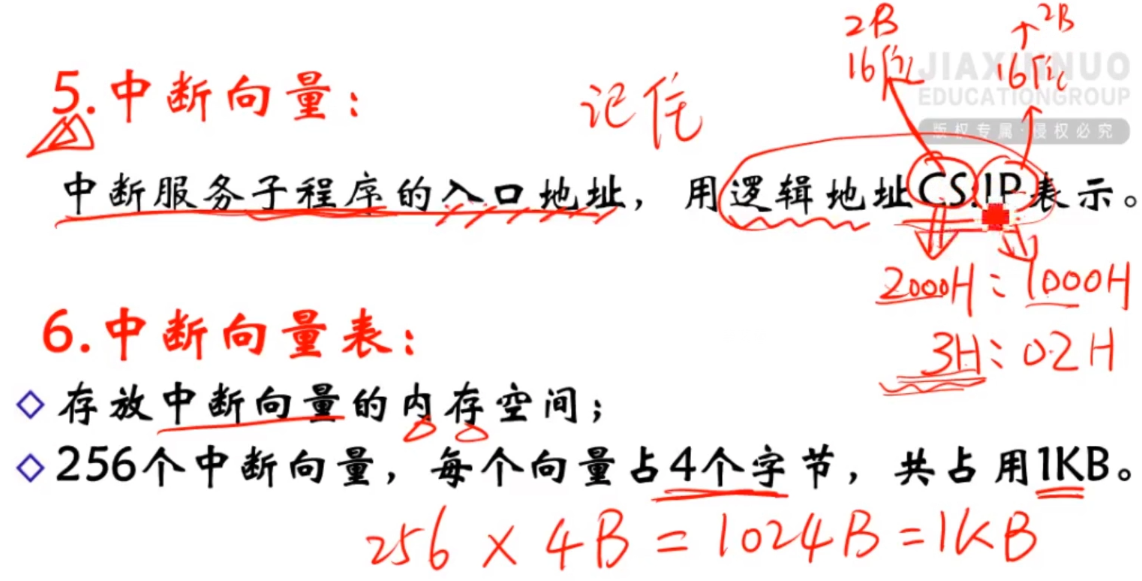 2B 2B
16位 16位
JIAXINNUO
EDUCATIONGROUP
版权专属·侵权必究
5.中断向量：
记住
中断服务子程序的入口地址，用逻辑地址CS:IP表示。
2000H:1000H
3H:02H
6.中断向量表：
存放中断向量的内存空间；
256个中断向量，每个向量占4个字节，共占用1KB。
256×4B=1024B=1KB